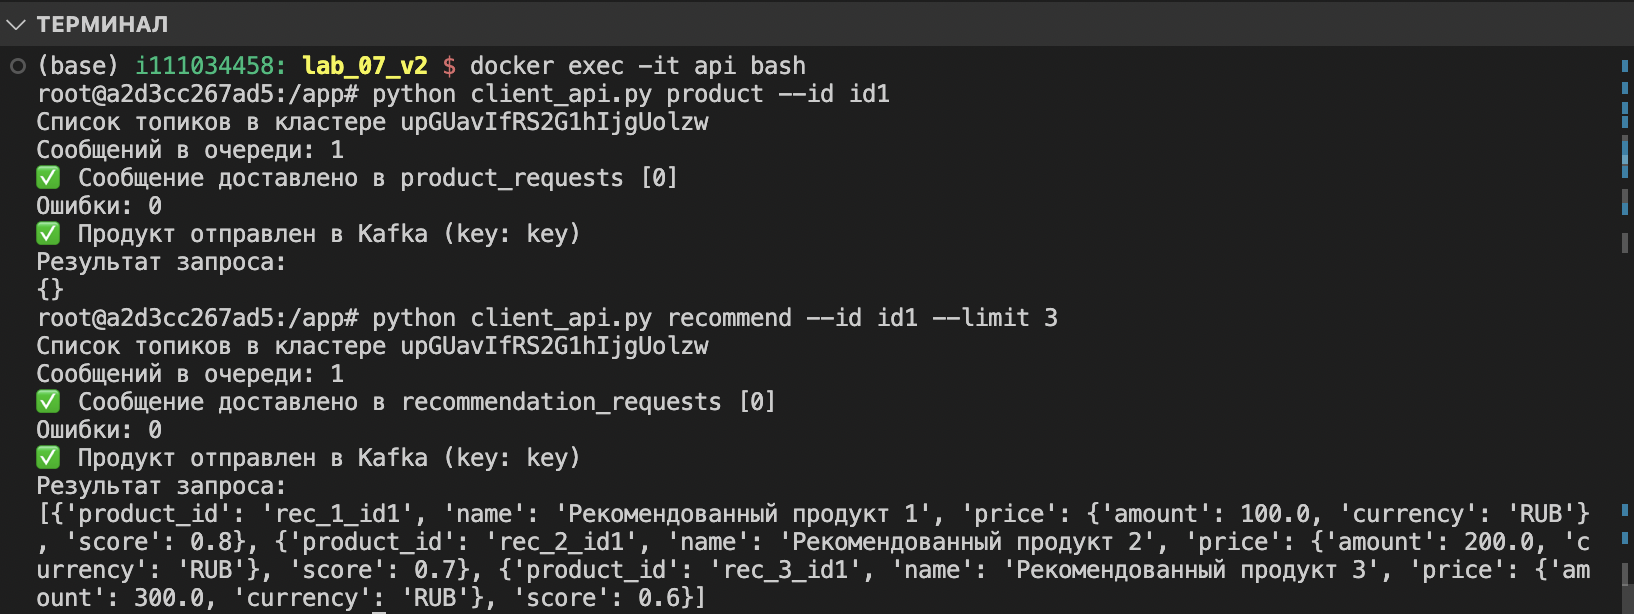 ТЕРМИНАЛ
(base) i111034458: lab_07_v2 $ docker exec -it api bash
root@a2d3cc267ad5:/app# python client_api.py product --id id1
Список топиков в кластере upGUavIfRS2G1hIjgUolzw
Сообщений в очереди: 1
✅ Сообщение доставлено в product_requests [0]
Ошибки: 0
✅ Продукт отправлен в Kafka (key: key)
Результат запроса:
{}
root@a2d3cc267ad5:/app# python client_api.py recommend --id id1 --limit 3
Список топиков в кластере upGUavIfRS2G1hIjgUolzw
Сообщений в очереди: 1
✅ Сообщение доставлено в recommendation_requests [0]
Ошибки: 0
✅ Продукт отправлен в Kafka (key: key)
Результат запроса:
[{'product_id': 'rec_1_id1', 'name': 'Рекомендованный продукт 1', 'price': {'amount': 100.0, 'currency': 'RUB'}
, 'score': 0.8}, {'product_id': 'rec_2_id1', 'name': 'Рекомендованный продукт 2', 'price': {'amount': 200.0, 'c
urrency': 'RUB'}, 'score': 0.7}, {'product_id': 'rec_3_id1', 'name': 'Рекомендованный продукт 3', 'price': {'am
ount': 300.0, 'currency': 'RUB'}, 'score': 0.6}]